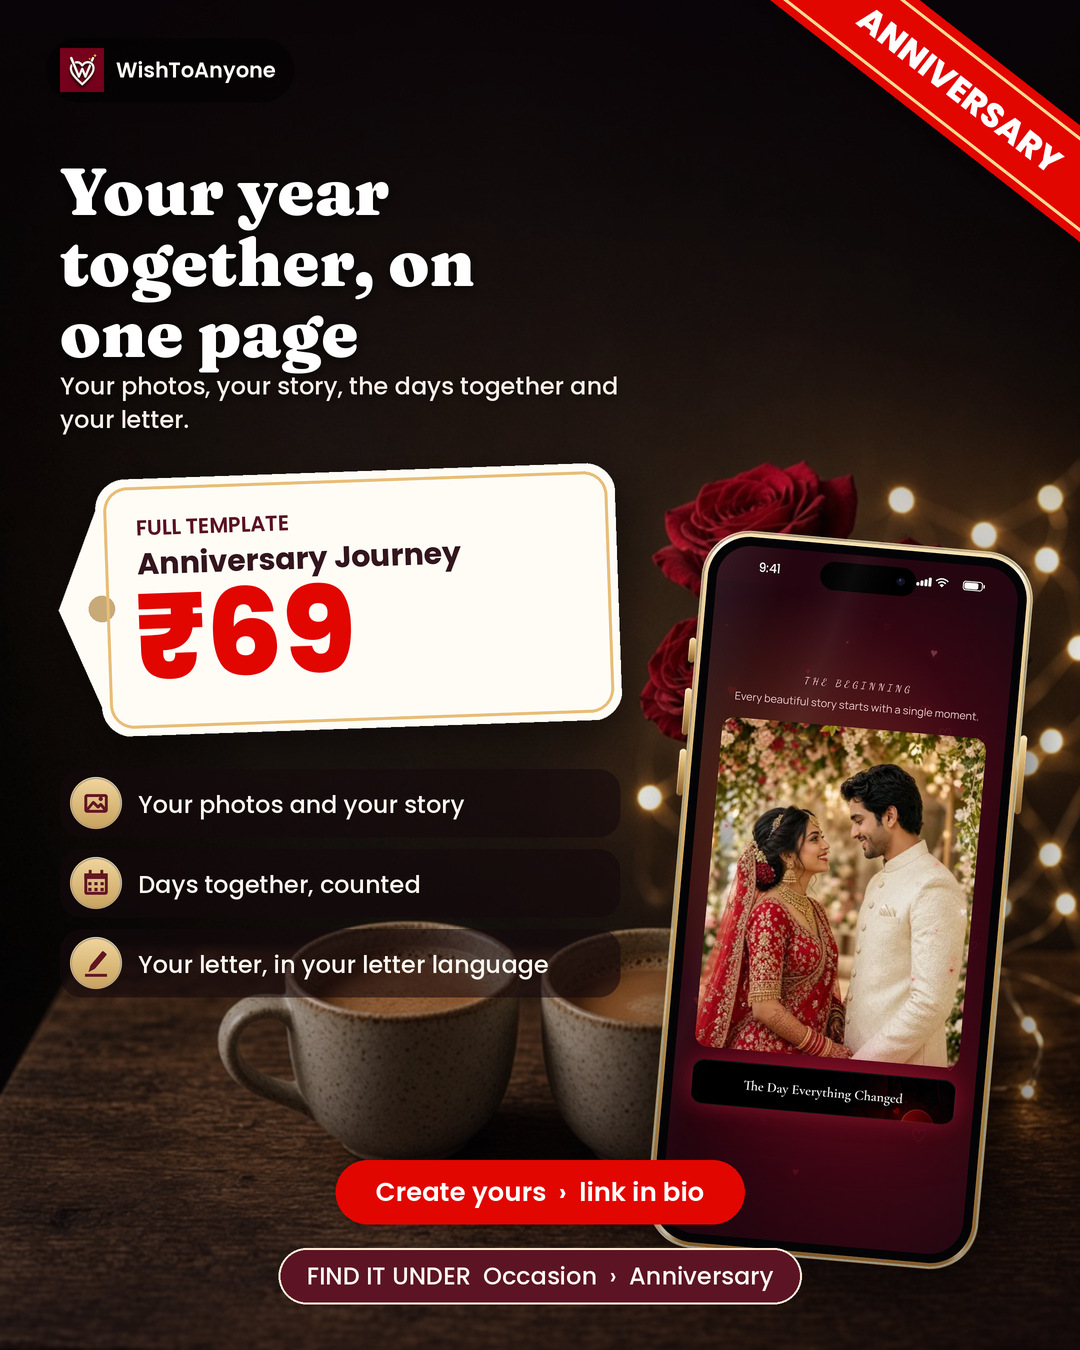 WishToAnyone
ANNIVERSARY
Your year
together, on
one page
Your photos, your story, the days together and
your letter.
FULL TEMPLATE
Anniversary Journey
₹69
Your photos and your story
Days together, counted
Your letter, in your letter language
9:41
THE BEGINNING
Every beautiful story starts with a single moment.
The Day Everything Changed
Create yours › link in bio
FIND IT UNDER Occasion › Anniversary